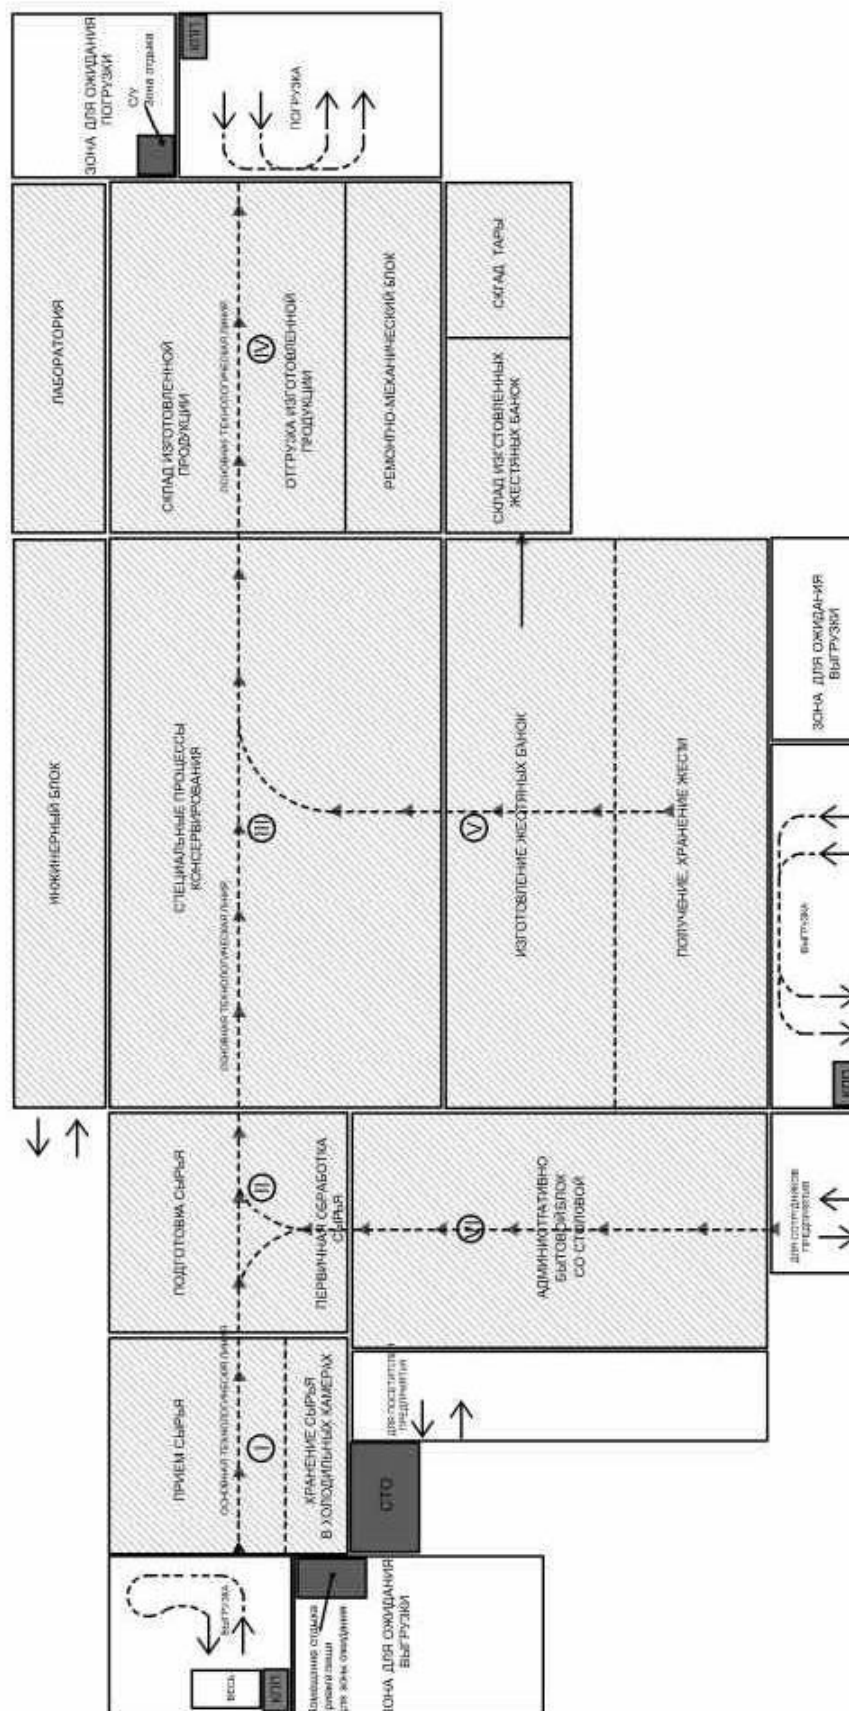 ЗОНА ДЛЯ ОЖИДАНИЯ
ПОГРУЗКИ
С/У
Зона отдыха
КПП
ПОГРУЗКА
ЛАБОРАТОРИЯ
СКЛАД ИЗГОТОВЛЕННОЙ
ПРОДУКЦИИ
ОСНОВНАЯ ТЕХНОЛОГИЧЕСКАЯ ЛИНИЯ
IV
ОТГРУЗКА ИЗГОТОВЛЕННОЙ
ПРОДУКЦИИ
РЕМОНТНО-МЕХАНИЧЕСКИЙ БЛОК
СКЛАД ТАРЫ
СКЛАД ИЗГОТОВЛЕННЫХ
ЖЕСТЯНЫХ БАНОК
ИНЖИНЕРНЫЙ БЛОК
СПЕЦИАЛЬНЫЕ ПРОЦЕССЫ
КОНСЕРВИРОВАНИЯ
ОСНОВНАЯ ТЕХНОЛОГИЧЕСКАЯ ЛИНИЯ
III
V
ИЗГОТОВЛЕНИЕ ЖЕСТЯНЫХ БАНОК
ПОЛУЧЕНИЕ, ХРАНЕНИЕ ЖЕСТИ
ЗОНА ДЛЯ ОЖИДАНИЯ
ВЫГРУЗКИ
ВЫГРУЗКА
КПП
ПОДГОТОВКА СЫРЬЯ
II
ПЕРВИЧНАЯ ОБРАБОТКА
СЫРЬЯ
VI
БЫТОВОЙ БЛОК
СО СТОЛОВОЙ
ДЛЯ СОТРУДНИКОВ
ПРЕДПРИЯТИЯ
ПРИЕМ СЫРЬЯ
ОСНОВНАЯ ТЕХНОЛОГИЧЕСКАЯ ЛИНИЯ
I
ХРАНЕНИЕ СЫРЬЯ
В ХОЛОДИЛЬНЫХ КАМЕРАХ
ПРЕДПРИЯТИЯ
СТО
ВЫГРУЗКА
ВЕСЫ
КПП
отдыха
для зоны ожидания
ЗОНА ДЛЯ ОЖИДАНИЯ
ВЫГРУЗКИ